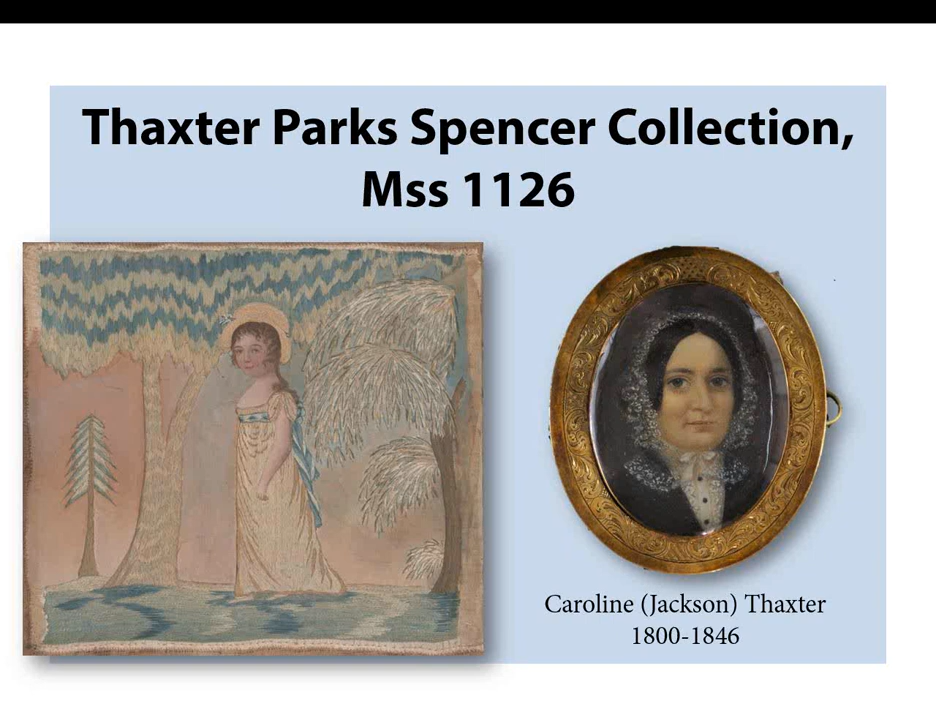 Thaxter Parks Spencer Collection,
Mss 1126
Caroline (Jackson) Thaxter
1800-1846